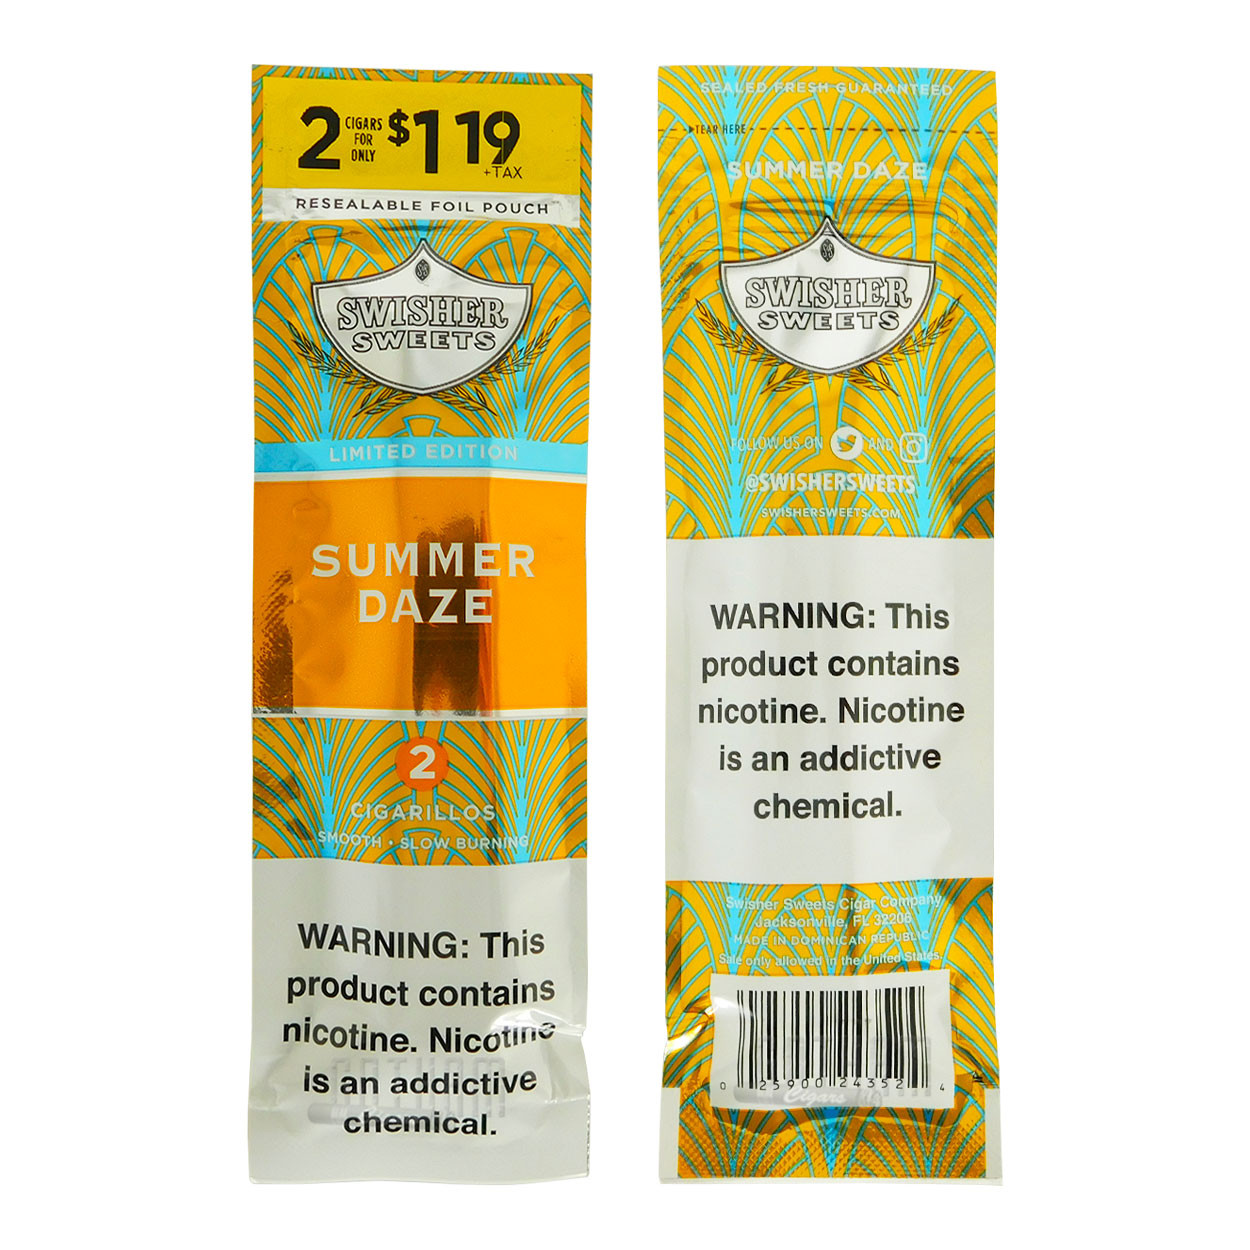 2 CIGARS FOR ONLY $1 19
+TAX
RESEALABLE FOIL POUCH
SS
SWISHER
SWEETS
LIMITED EDITION
SUMMER
DAZE
2
CIGARILLOS
SMOOTH • SLOW BURNING
WARNING: This
product contains
nicotine. Nicotine
is an addictive
chemical.
SEALED FRESH GUARANTEED
TEAR HERE
SUMMER DAZE
SS
SWISHER
SWEETS
FOLLOW US ON AND
@SWISHERSWEETS
SWISHERSWEETS.COM
WARNING: This
product contains
nicotine. Nicotine
is an addictive
chemical.
Swisher Sweets Cigar Company
Jacksonville, FL 32206
MADE IN DOMINICAN REPUBLIC
Sale only allowed in the United States.
0 25900 24352 4
Cigars